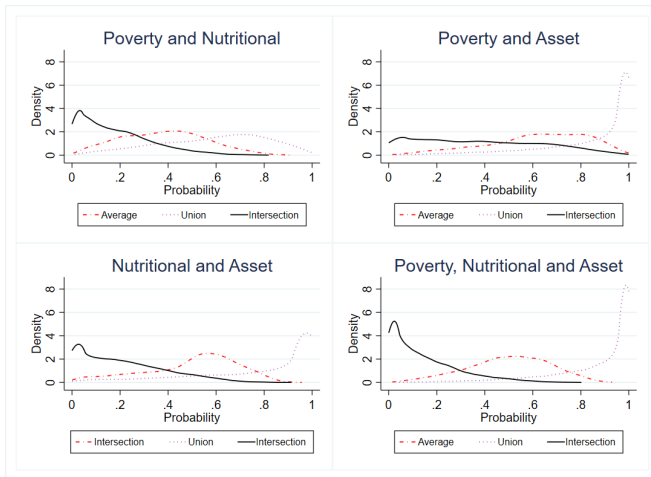 Poverty and Nutritional
Density
0 2 4 6 8
0 .2 .4 .6 .8 1
Probability
Average Union Intersection
Poverty and Asset
Density
0 2 4 6 8
0 .2 .4 .6 .8 1
Probability
Average Union Intersection
Nutritional and Asset
Density
0 2 4 6 8
0 .2 .4 .6 .8 1
Probability
Intersection Union Intersection
Poverty, Nutritional and Asset
Density
0 2 4 6 8
0 .2 .4 .6 .8 1
Probability
Average Union Intersection